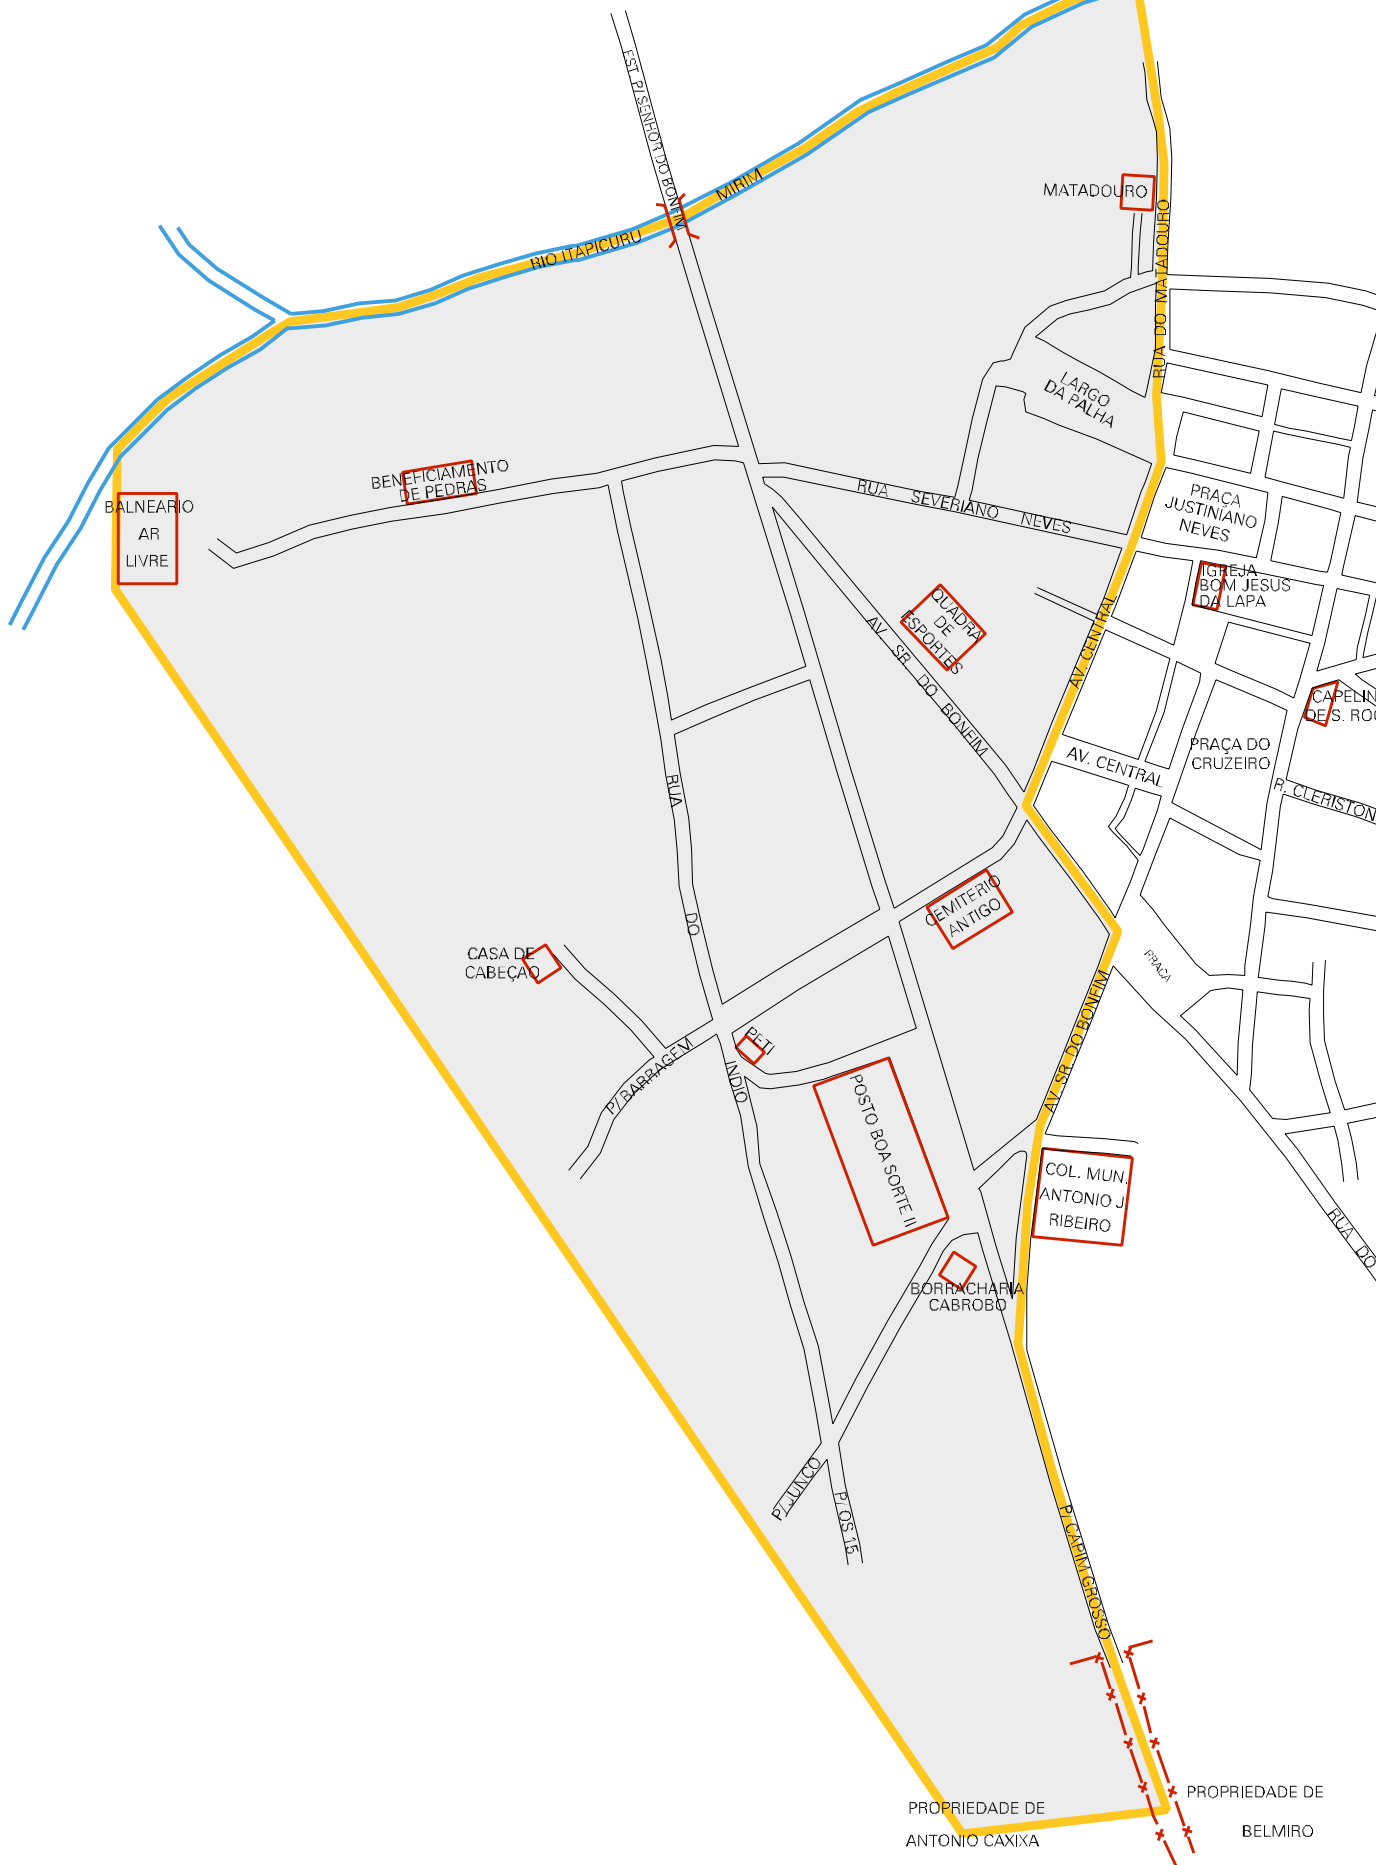 EST. P/ SENHOR DO BONFIN
MIRIM
RIO ITAPICURU
MATADOURO
RUA DO MATADOURO
LARGO
DA PALHA
BENEFICIAMENTO
DE PEDRAS
BALNEARIO
AR
LIVRE
RUA SEVERIANO NEVES
PRAÇA
JUSTINIANO
NEVES
IGREJA
BOM JESUS
DA LAPA
QUADRA
DE
ESPORTES
AV. SR. DO BONFIM
AV. CENTRAL
CAPELIN
DE S. ROC
PRAÇA DO
CRUZEIRO
AV. CENTRAL
R. CLERISTON
RUA DO INDIO
CEMITERIO
ANTIGO
CASA DE
CABEÇAO
PRAÇA
PETI
P/ BARRAGEM
AV. SR. DO BONFIM
POSTO BOA SORTE II
COL. MUN.
ANTONIO J.
RIBEIRO
RUA DO
BORRACHARIA
CABROBO
P/ JUNCO
P/ OS 15
P/ CAPIM GROSSO
PROPRIEDADE DE
BELMIRO
PROPRIEDADE DE
ANTONIO CAXIXA